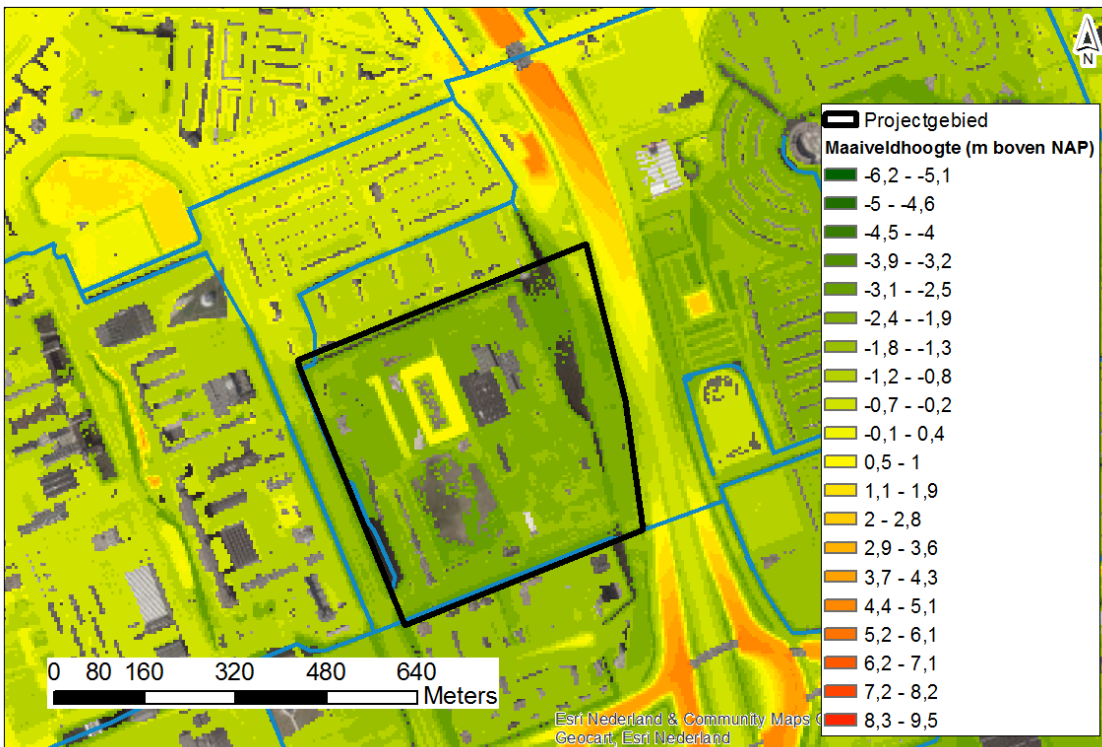 N
Projectgebied
Maaiveldhoogte (m boven NAP)
-6,2 - -5,1
-5 - -4,6
-4,5 - -4
-3,9 - -3,2
-3,1 - -2,5
-2,4 - -1,9
-1,8 - -1,3
-1,2 - -0,8
-0,7 - -0,2
-0,1 - 0,4
0,5 - 1
1,1 - 1,9
2 - 2,8
2,9 - 3,6
3,7 - 4,3
4,4 - 5,1
5,2 - 6,1
6,2 - 7,1
7,2 - 8,2
8,3 - 9,5
0 80 160 320 480 640
Meters
Esri Nederland & Community Maps
Geocart, Esri Nederland